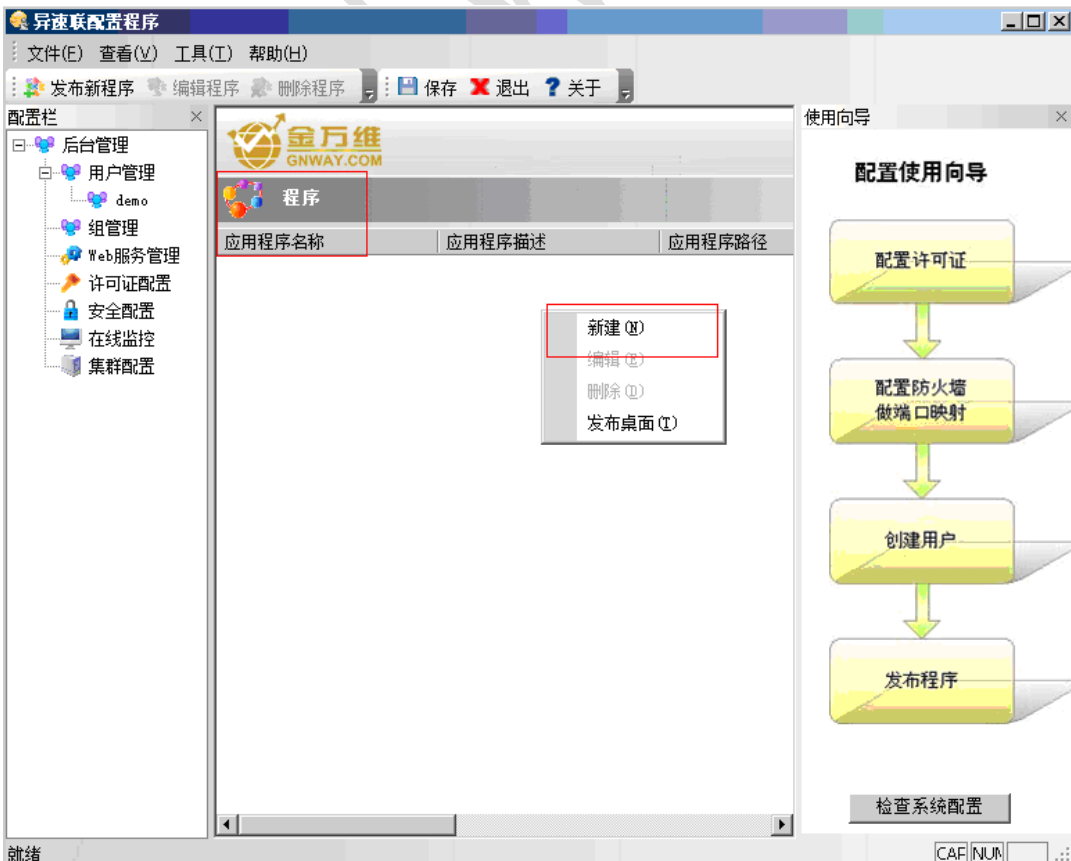 异速联配置程序
文件(F) 查看(V) 工具(T) 帮助(H)
发布新程序 编辑程序 删除程序 保存 退出 ? 关于
配置栏
后台管理
用户管理
demo
组管理
Web服务管理
许可证配置
安全配置
在线监控
集群配置
金万维
GNWAY.COM
程序
应用程序名称 应用程序描述 应用程序路径
新建(N)
编辑(E)
删除(D)
发布桌面(T)
使用向导
配置使用向导
配置许可证
配置防火墙
做端口映射
创建用户
发布程序
检查系统配置
就绪
CAP NUM